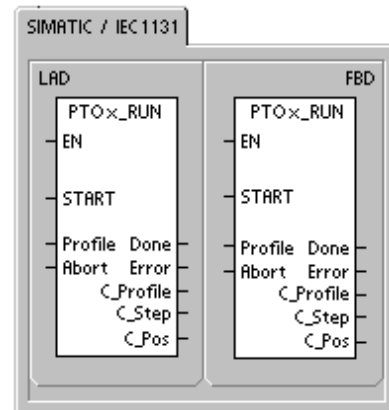 SIMATIC / IEC1131
LAD
FBD
PTOx_RUN
EN
START
Profile Done
Abort Error
C_Profile
C_Step
C_Pos
PTOx_RUN
EN
START
Profile Done
Abort Error
C_Profile
C_Step
C_Pos